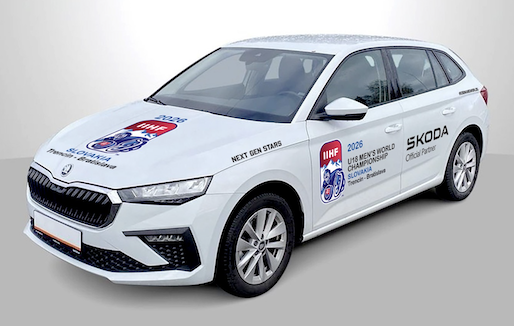 2026
IIHF
SLOVAKIA
Trenčín - Bratislava
NEXT GEN STARS
IIHF
2026
U18 MEN'S WORLD
CHAMPIONSHIP
SLOVAKIA
Trenčín - Bratislava
ŠKODA
Official Partner